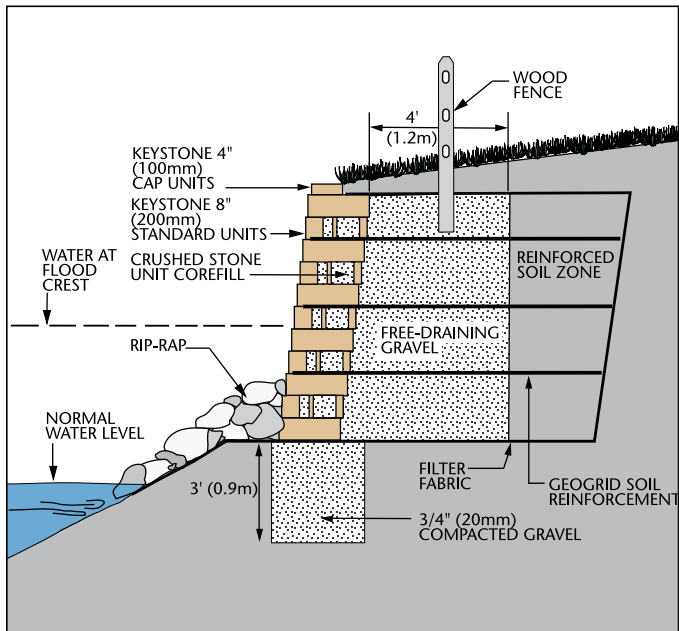 WOOD
FENCE
4'
(1.2m)
KEYSTONE 4"
(100mm)
CAP UNITS
KEYSTONE 8"
(200mm)
STANDARD UNITS
CRUSHED STONE
UNIT COREFILL
WATER AT
FLOOD
CREST
REINFORCED
SOIL ZONE
FREE-DRAINING
GRAVEL
RIP-RAP
NORMAL
WATER LEVEL
3' (0.9m)
FILTER
FABRIC
GEOGRID SOIL
REINFORCEMENT
3/4" (20mm)
COMPACTED GRAVEL